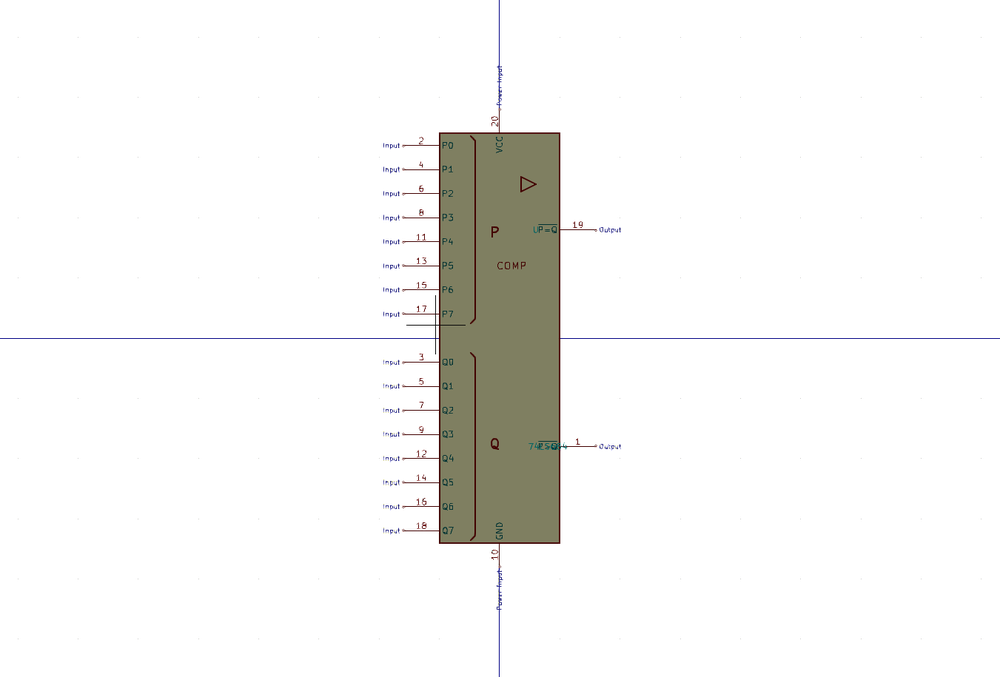 Power Input
20
VCC
Input 2 P0
Input 4 P1
Input 6 P2
Input 8 P3
P
U P=Q 19 Output
Input 11 P4
Input 13 P5
COMP
Input 15 P6
Input 17 P7
Input 3 Q0
Input 5 Q1
Input 7 Q2
Input 9 Q3
Q
1 Output
Input 12 Q4
Input 14 Q5
Input 16 Q6
Input 18 Q7
GND
10
Power Input